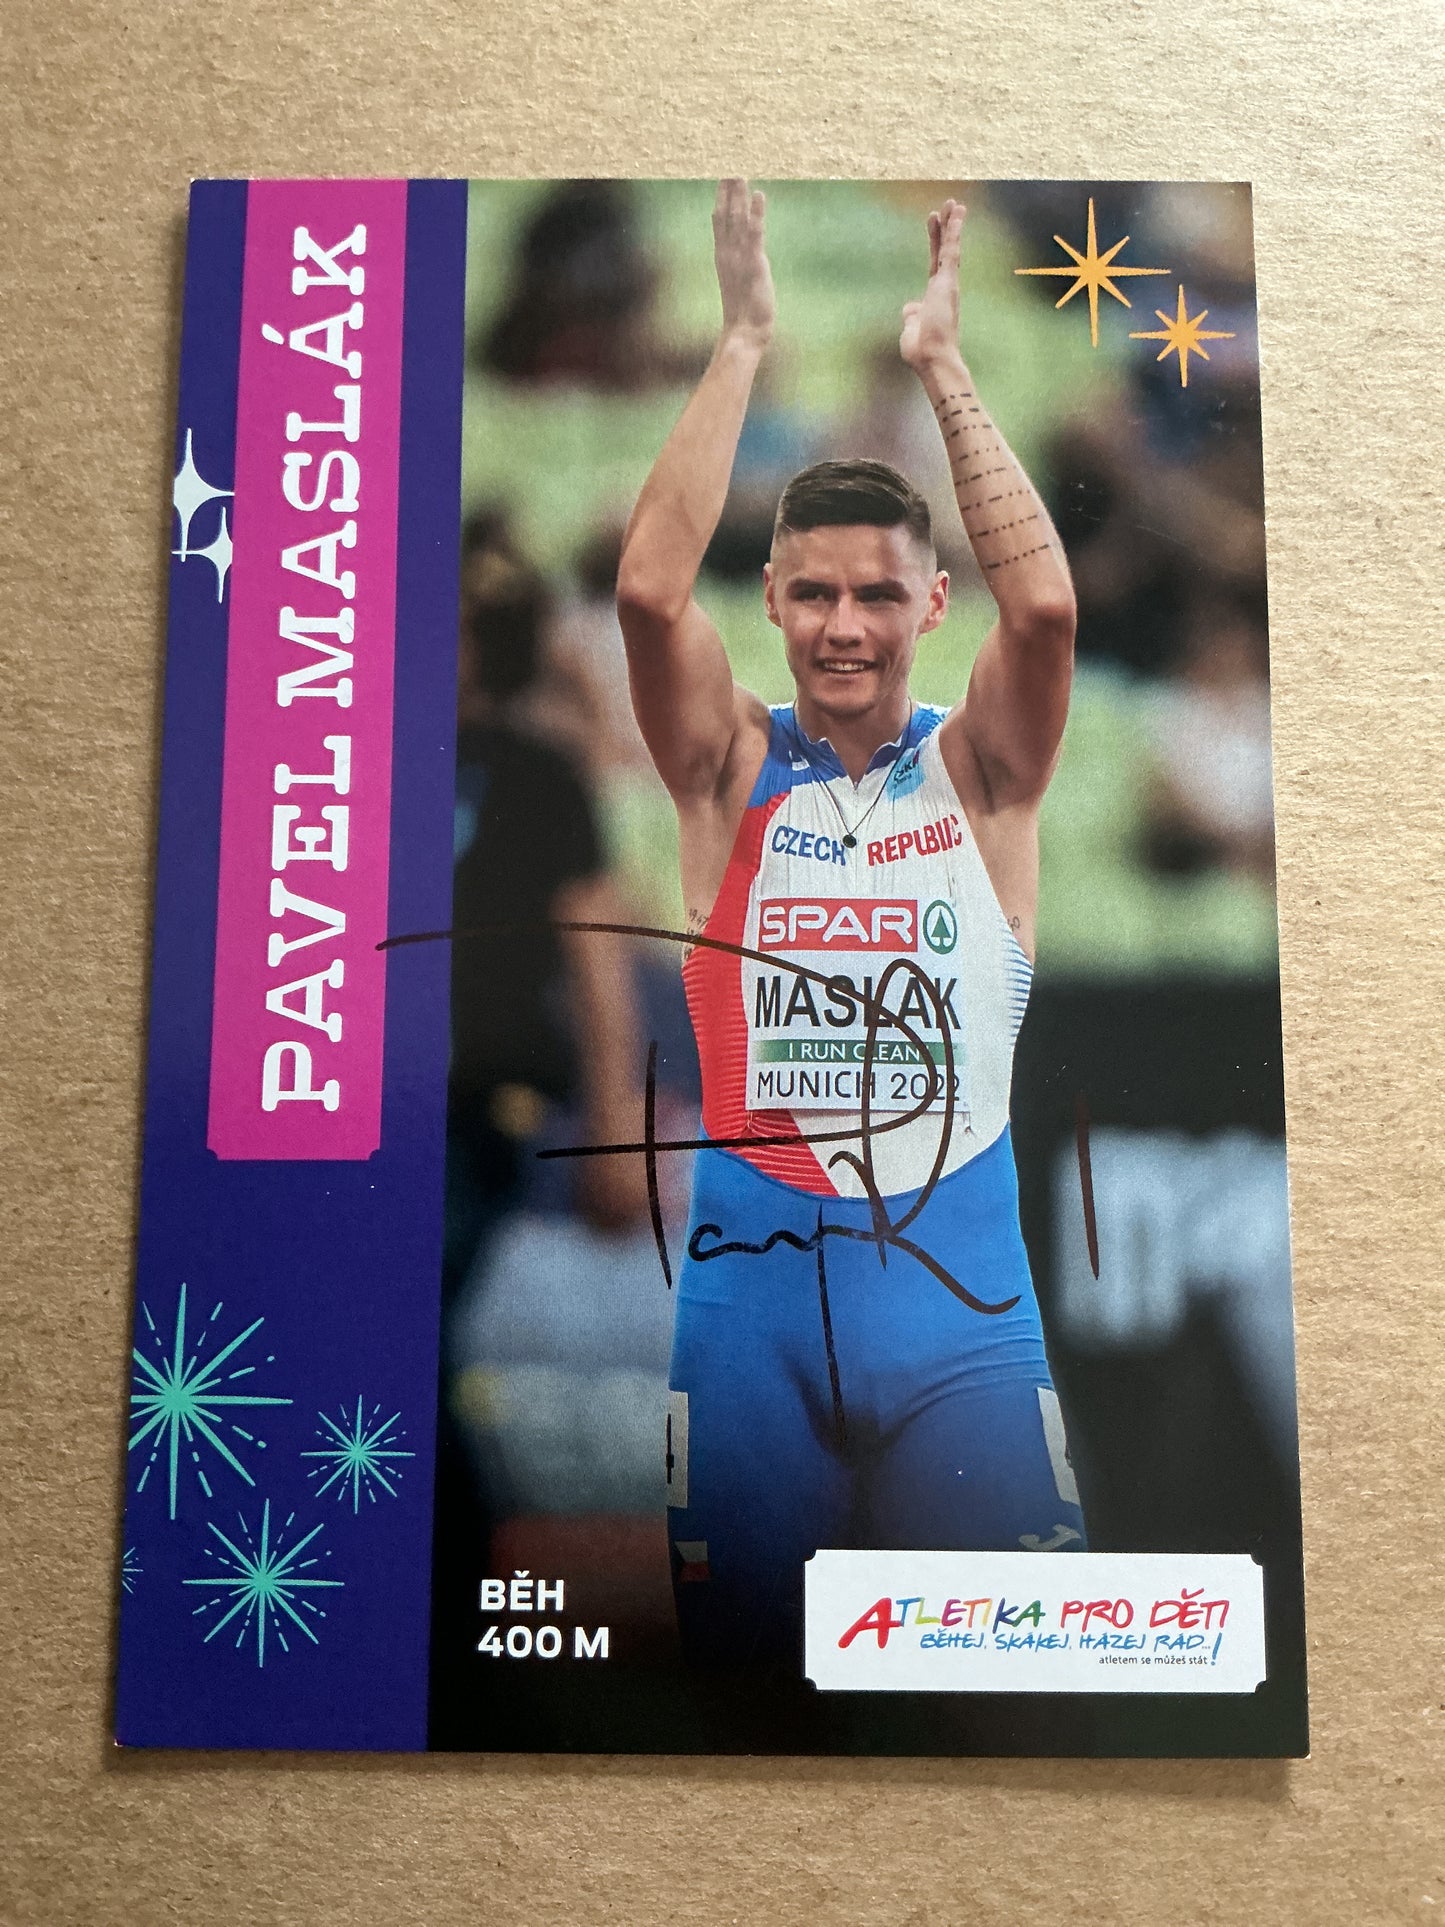 PAVEL MASLÁK
CZECH REPUBLIC
SPAR
MASLÁK
I RUN CLEAN
MUNICH 2022
BĚH
400 M
ATLETIKA PRO DĚTI
BĚHEJ, SKÁKEJ, HÁZEJ RÁD...!
atletem se můžeš stát